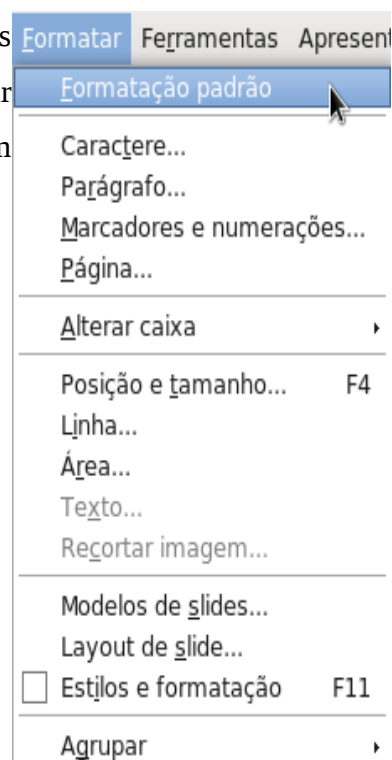 s Formatar Ferramentas Apresent
r Formatação padrão
n
Caractere...
Parágrafo...
Marcadores e numerações...
Página...
Alterar caixa
Posição e tamanho... F4
Linha...
Área...
Texto...
Recortar imagem...
Modelos de slides...
Layout de slide...
Estilos e formatação F11
Agrupar